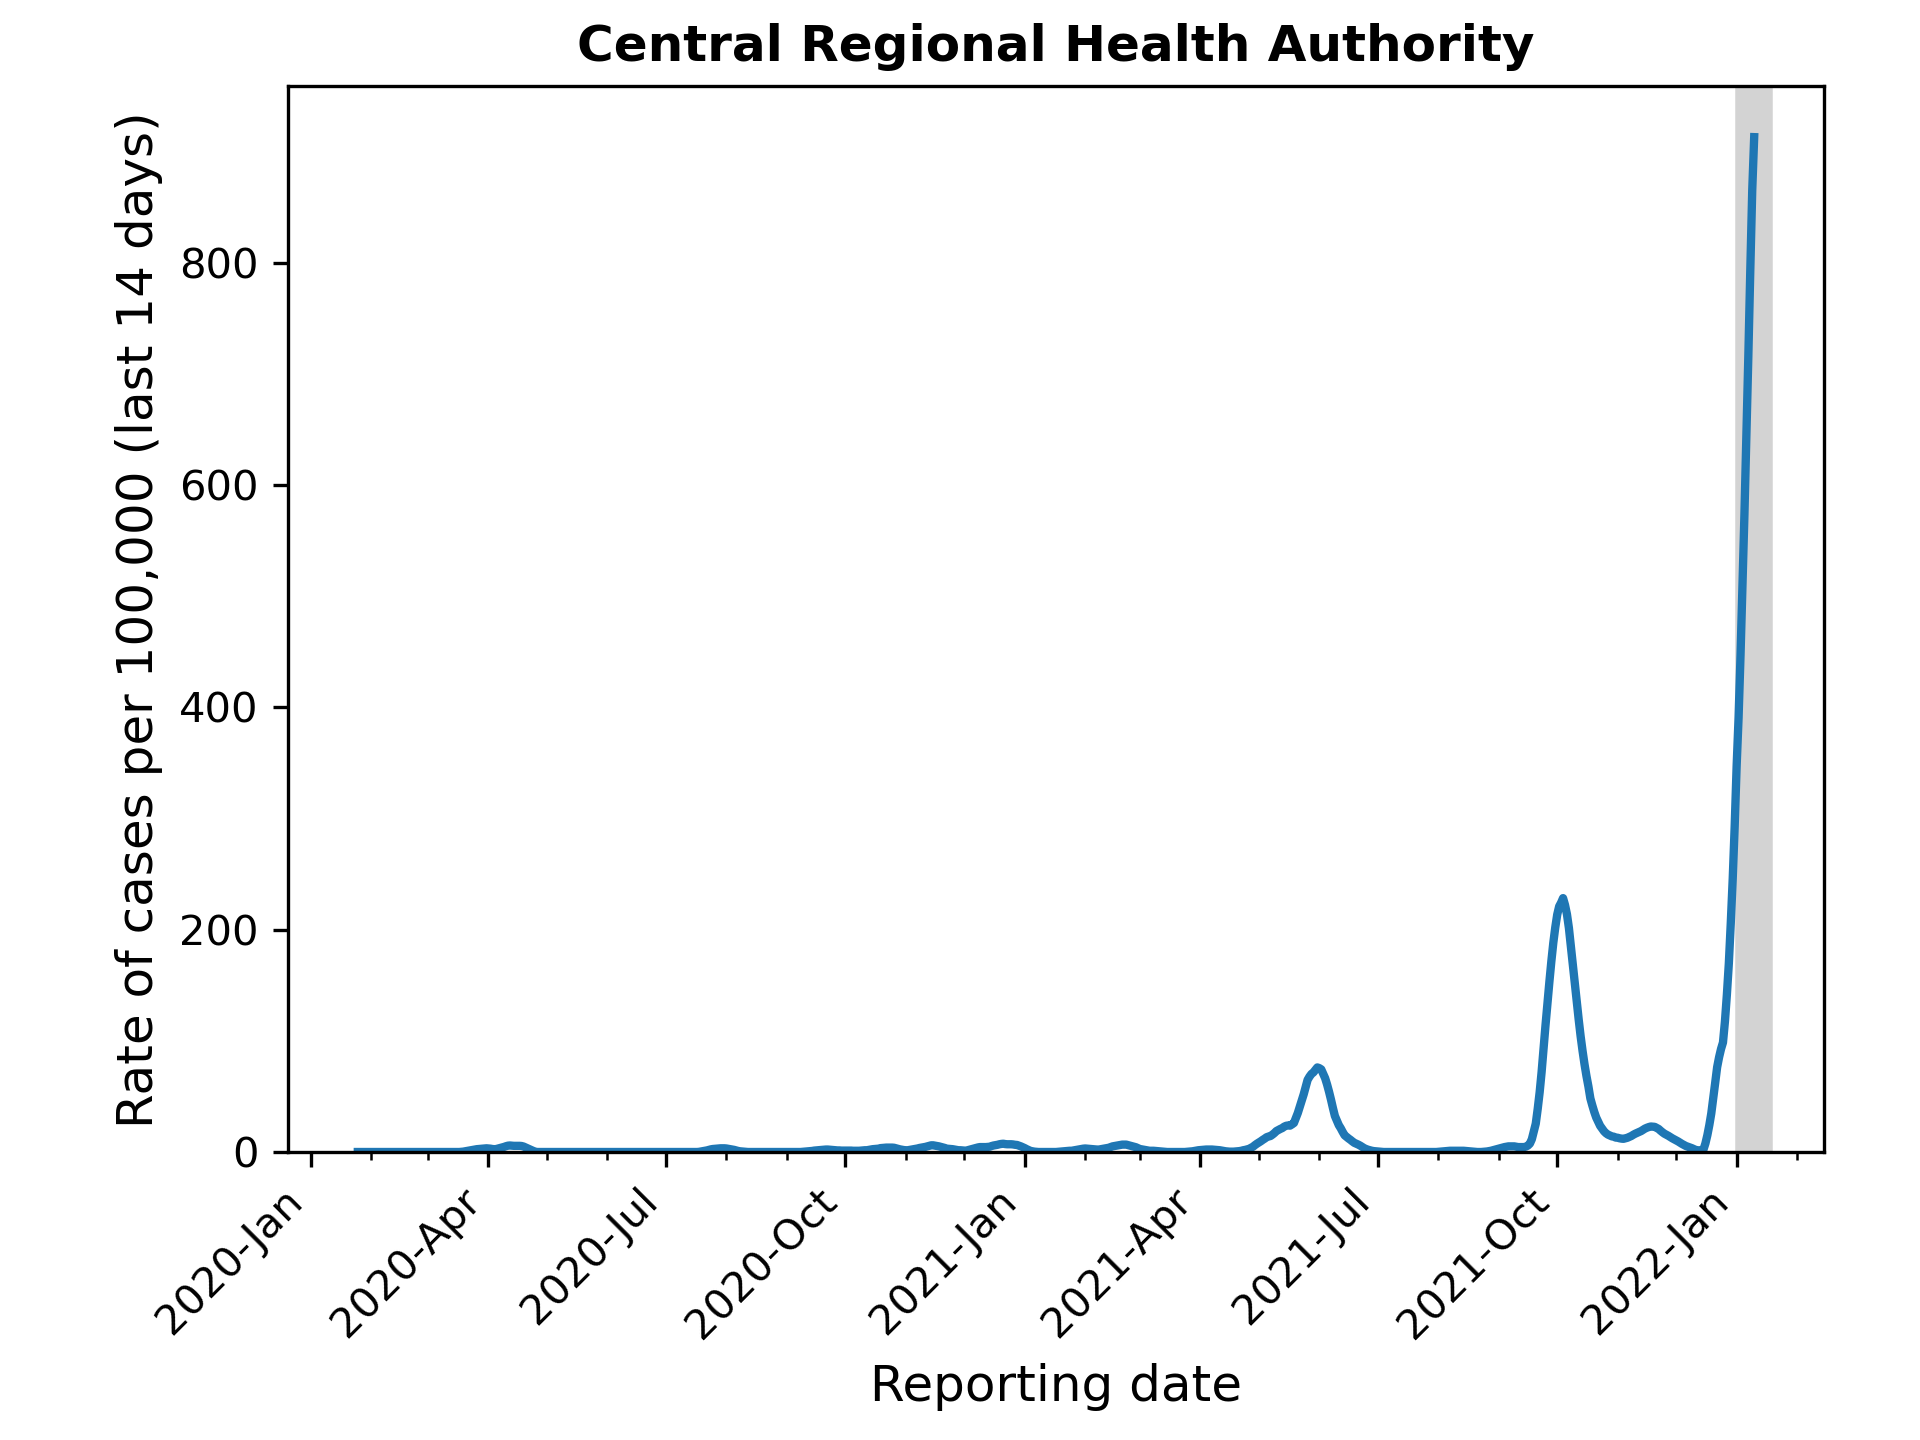 Central Regional Health Authority
Rate of cases per 100,000 (last 14 days)
800
600
400
200
0
2020-Jan
2020-Apr
2020-Jul
2020-Oct
2021-Jan
2021-Apr
2021-Jul
2021-Oct
2022-Jan
Reporting date